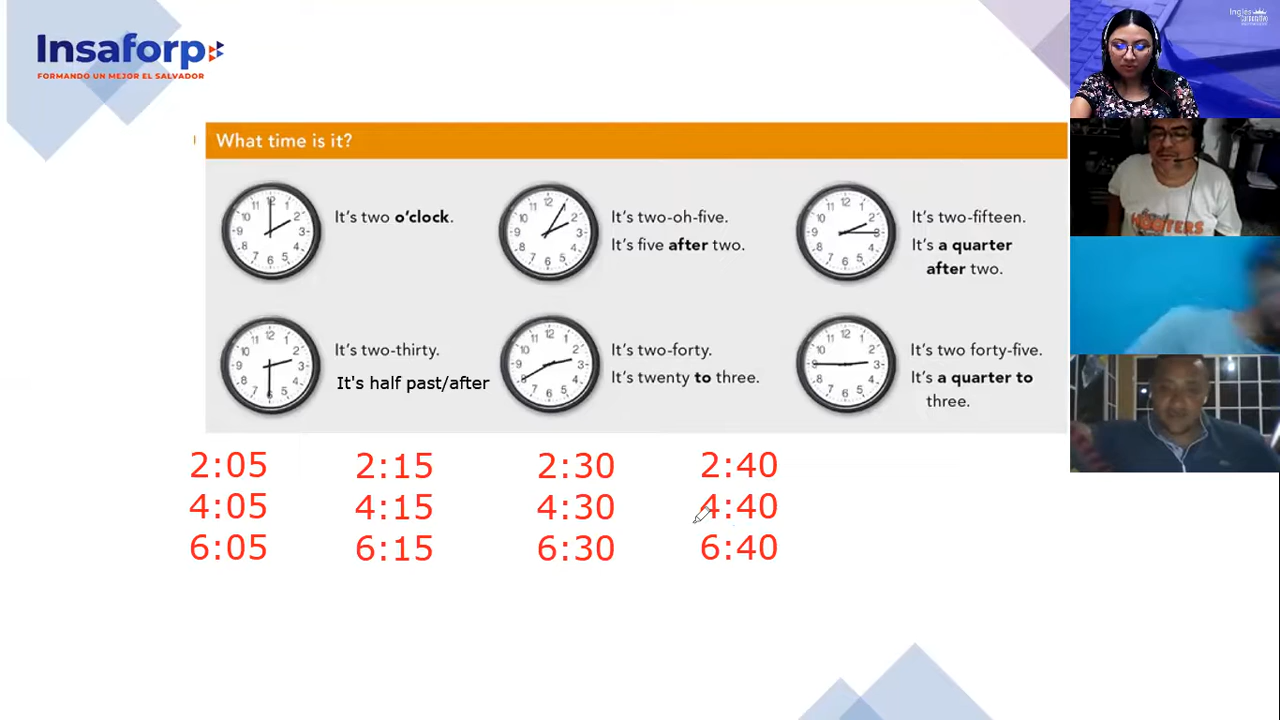 Insaforp
FORMANDO UN MEJOR EL SALVADOR
Inglés
What time is it?
It's two o'clock.
It's two-oh-five.
It's five after two.
It's two-fifteen.
It's a quarter
after two.
It's two-thirty.
It's half past/after
It's two-forty.
It's twenty to three.
It's two forty-five.
It's a quarter to
three.
2:05 2:15 2:30 2:40
4:05 4:15 4:30 4:40
6:05 6:15 6:30 6:40